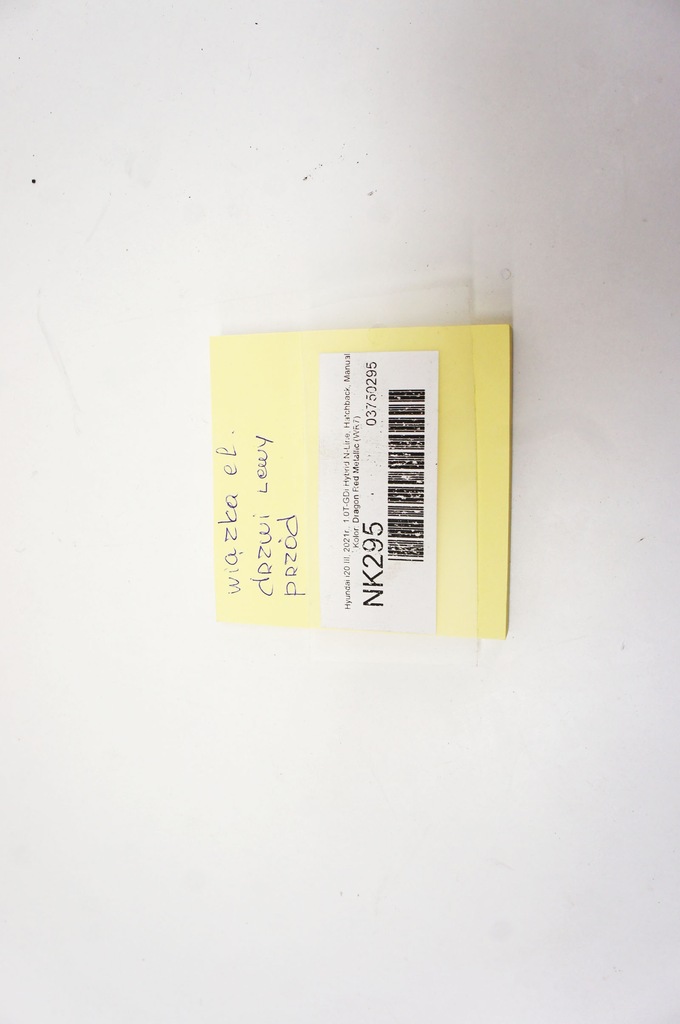 wiązka el.
drzwi Lewy
przód
Hyundai i20 III, 2021r., 1.0T-GDi Hybrid N-Line, Hatchback, Manual
Kolor: Dragon Red Metallic (WR7)
NK295 03750295